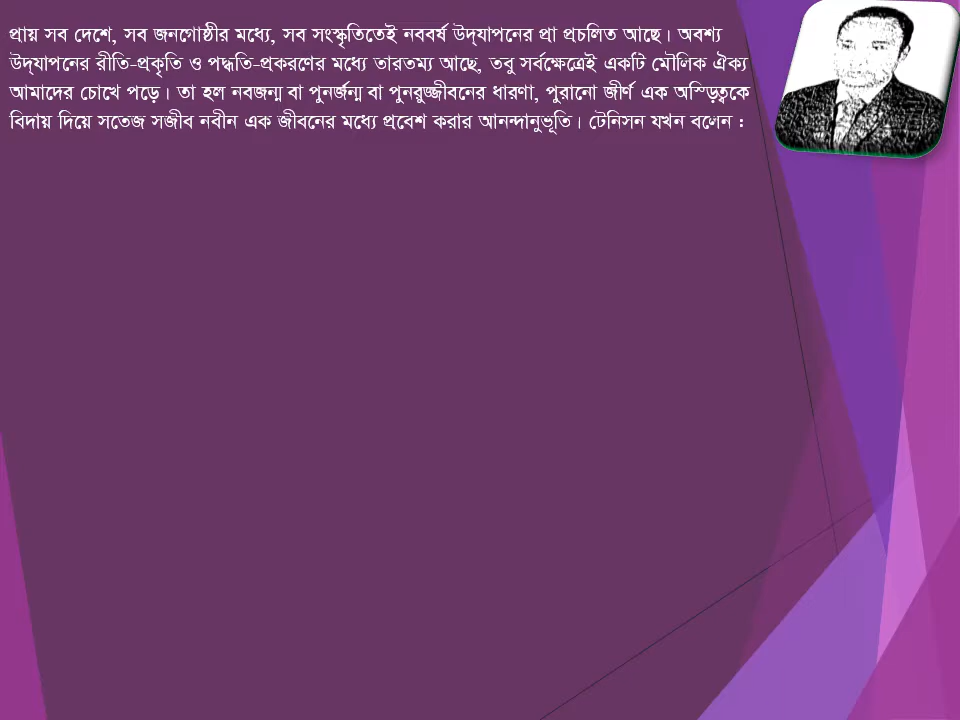 প্রায় সব দেশে, সব জনগোষ্ঠীর মধ্যে, সব সংস্কৃতিতেই নববর্ষ উদ্‌যাপনের প্রা প্রচলিত আছে। অবশ্য
উদ্‌যাপনের রীতি-প্রকৃতি ও পদ্ধতি-প্রকরণের মধ্যে তারতম্য আছে, তবু সর্বক্ষেত্রেই একটি মৌলিক ঐক্য
আমাদের চোখে পড়ে। তা হল নবজন্ম বা পুনর্জন্ম বা পুনরুজ্জীবনের ধারণা, পুরানো জীর্ণ এক অস্ড়িত্বকে
বিদায় দিয়ে সতেজ সজীব নবীন এক জীবনের মধ্যে প্রবেশ করার আনন্দানুভূতি। টেনিসন যখন বলেন :